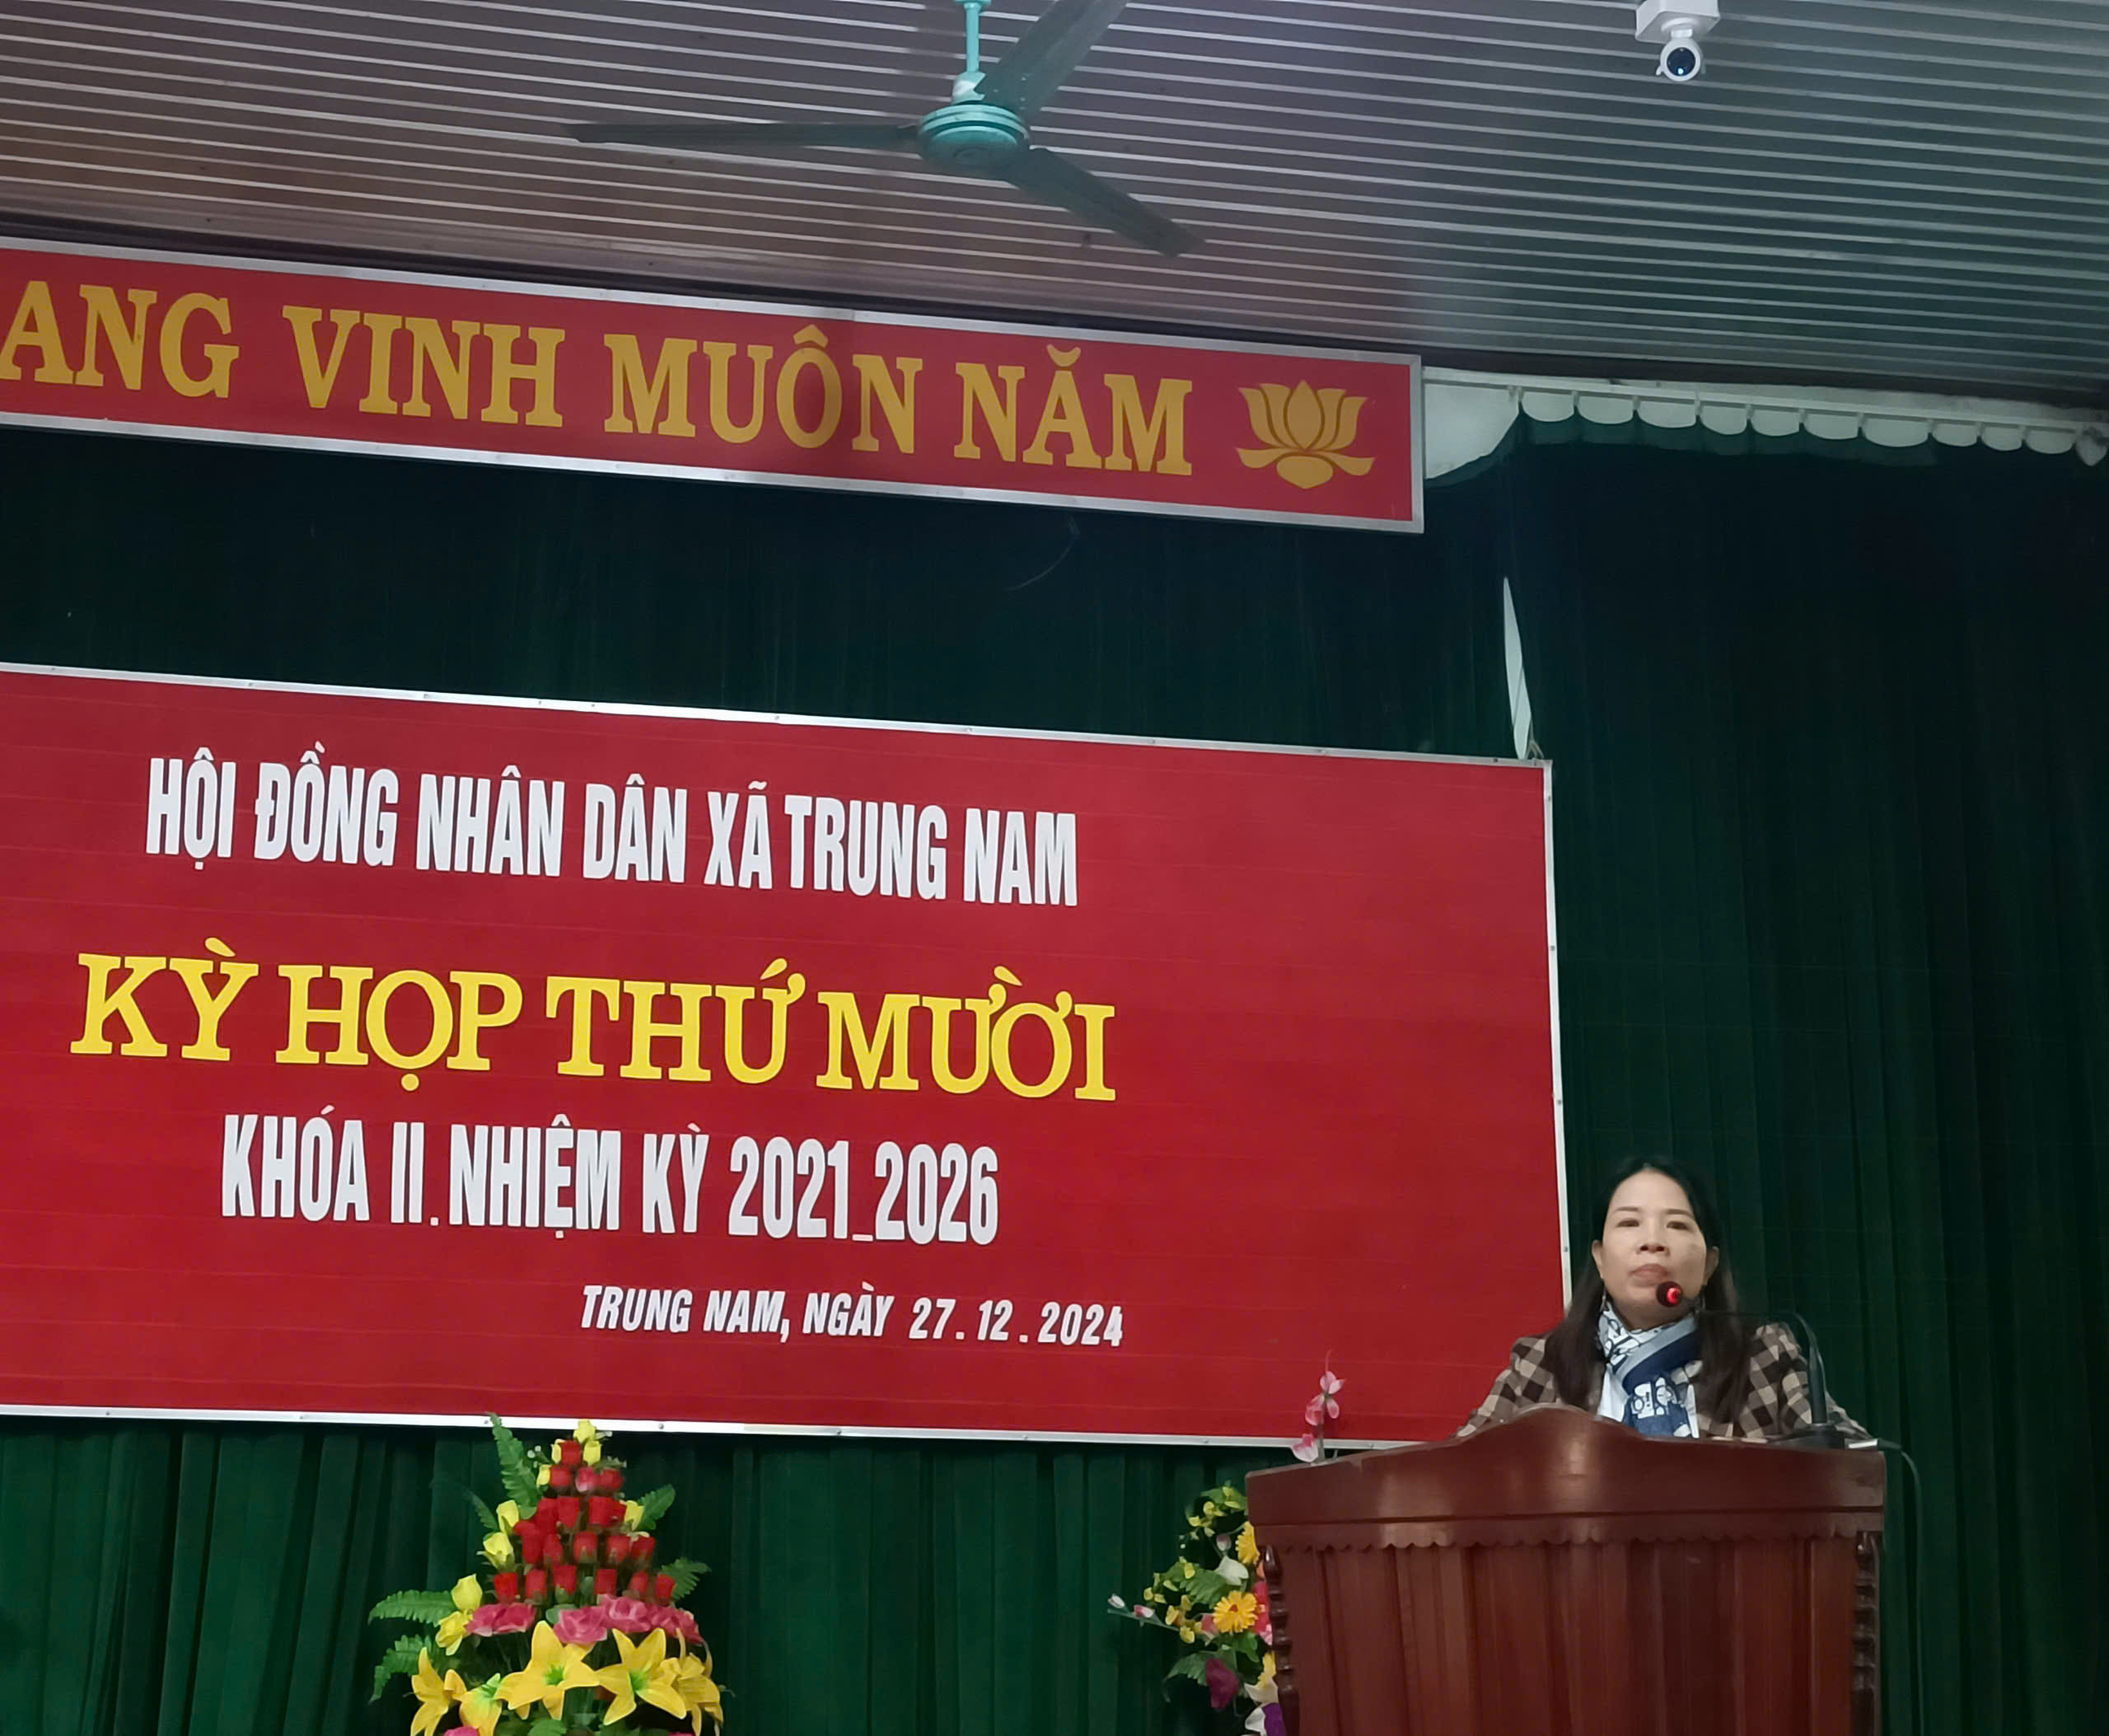 ANG VINH MUÔN NĂM
HỘI ĐỒNG NHÂN DÂN XÃ TRUNG NAM
KỲ HỌP THỨ MƯỜI
KHÓA II. NHIỆM KỲ 2021_2026
TRUNG NAM, NGÀY 27.12.2024